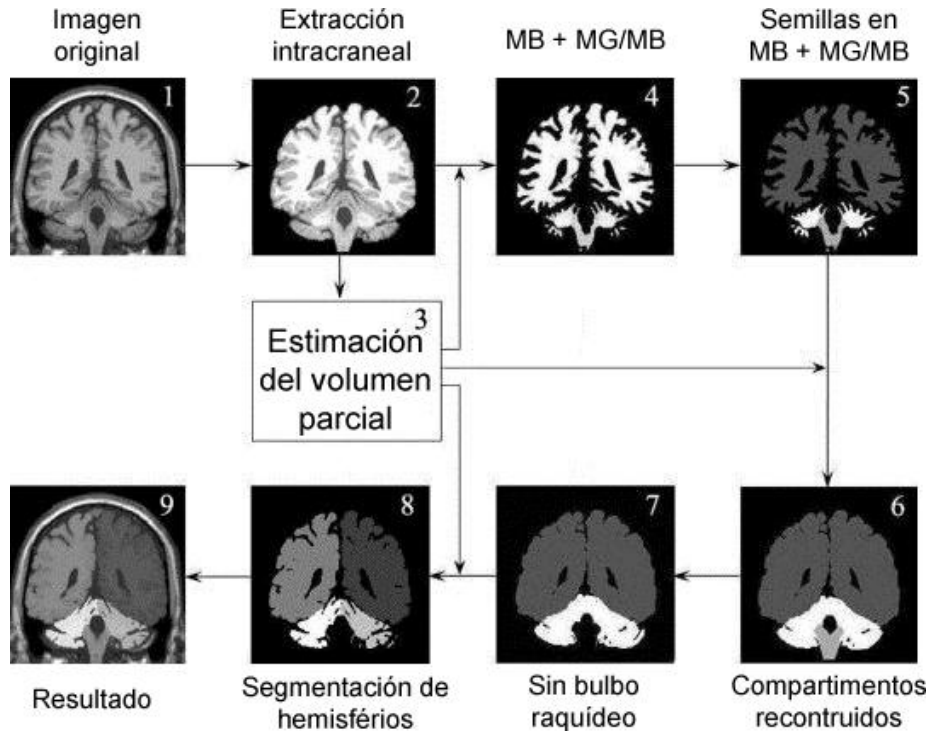 Imagen
original
Extracción
intracraneal
MB + MG/MB
Semillas en
MB + MG/MB
1
2
4
5
3
Estimación
del volumen
parcial
9
8
7
6
Resultado
Segmentación de
hemisférios
Sin bulbo
raquídeo
Compartimentos
recontruidos